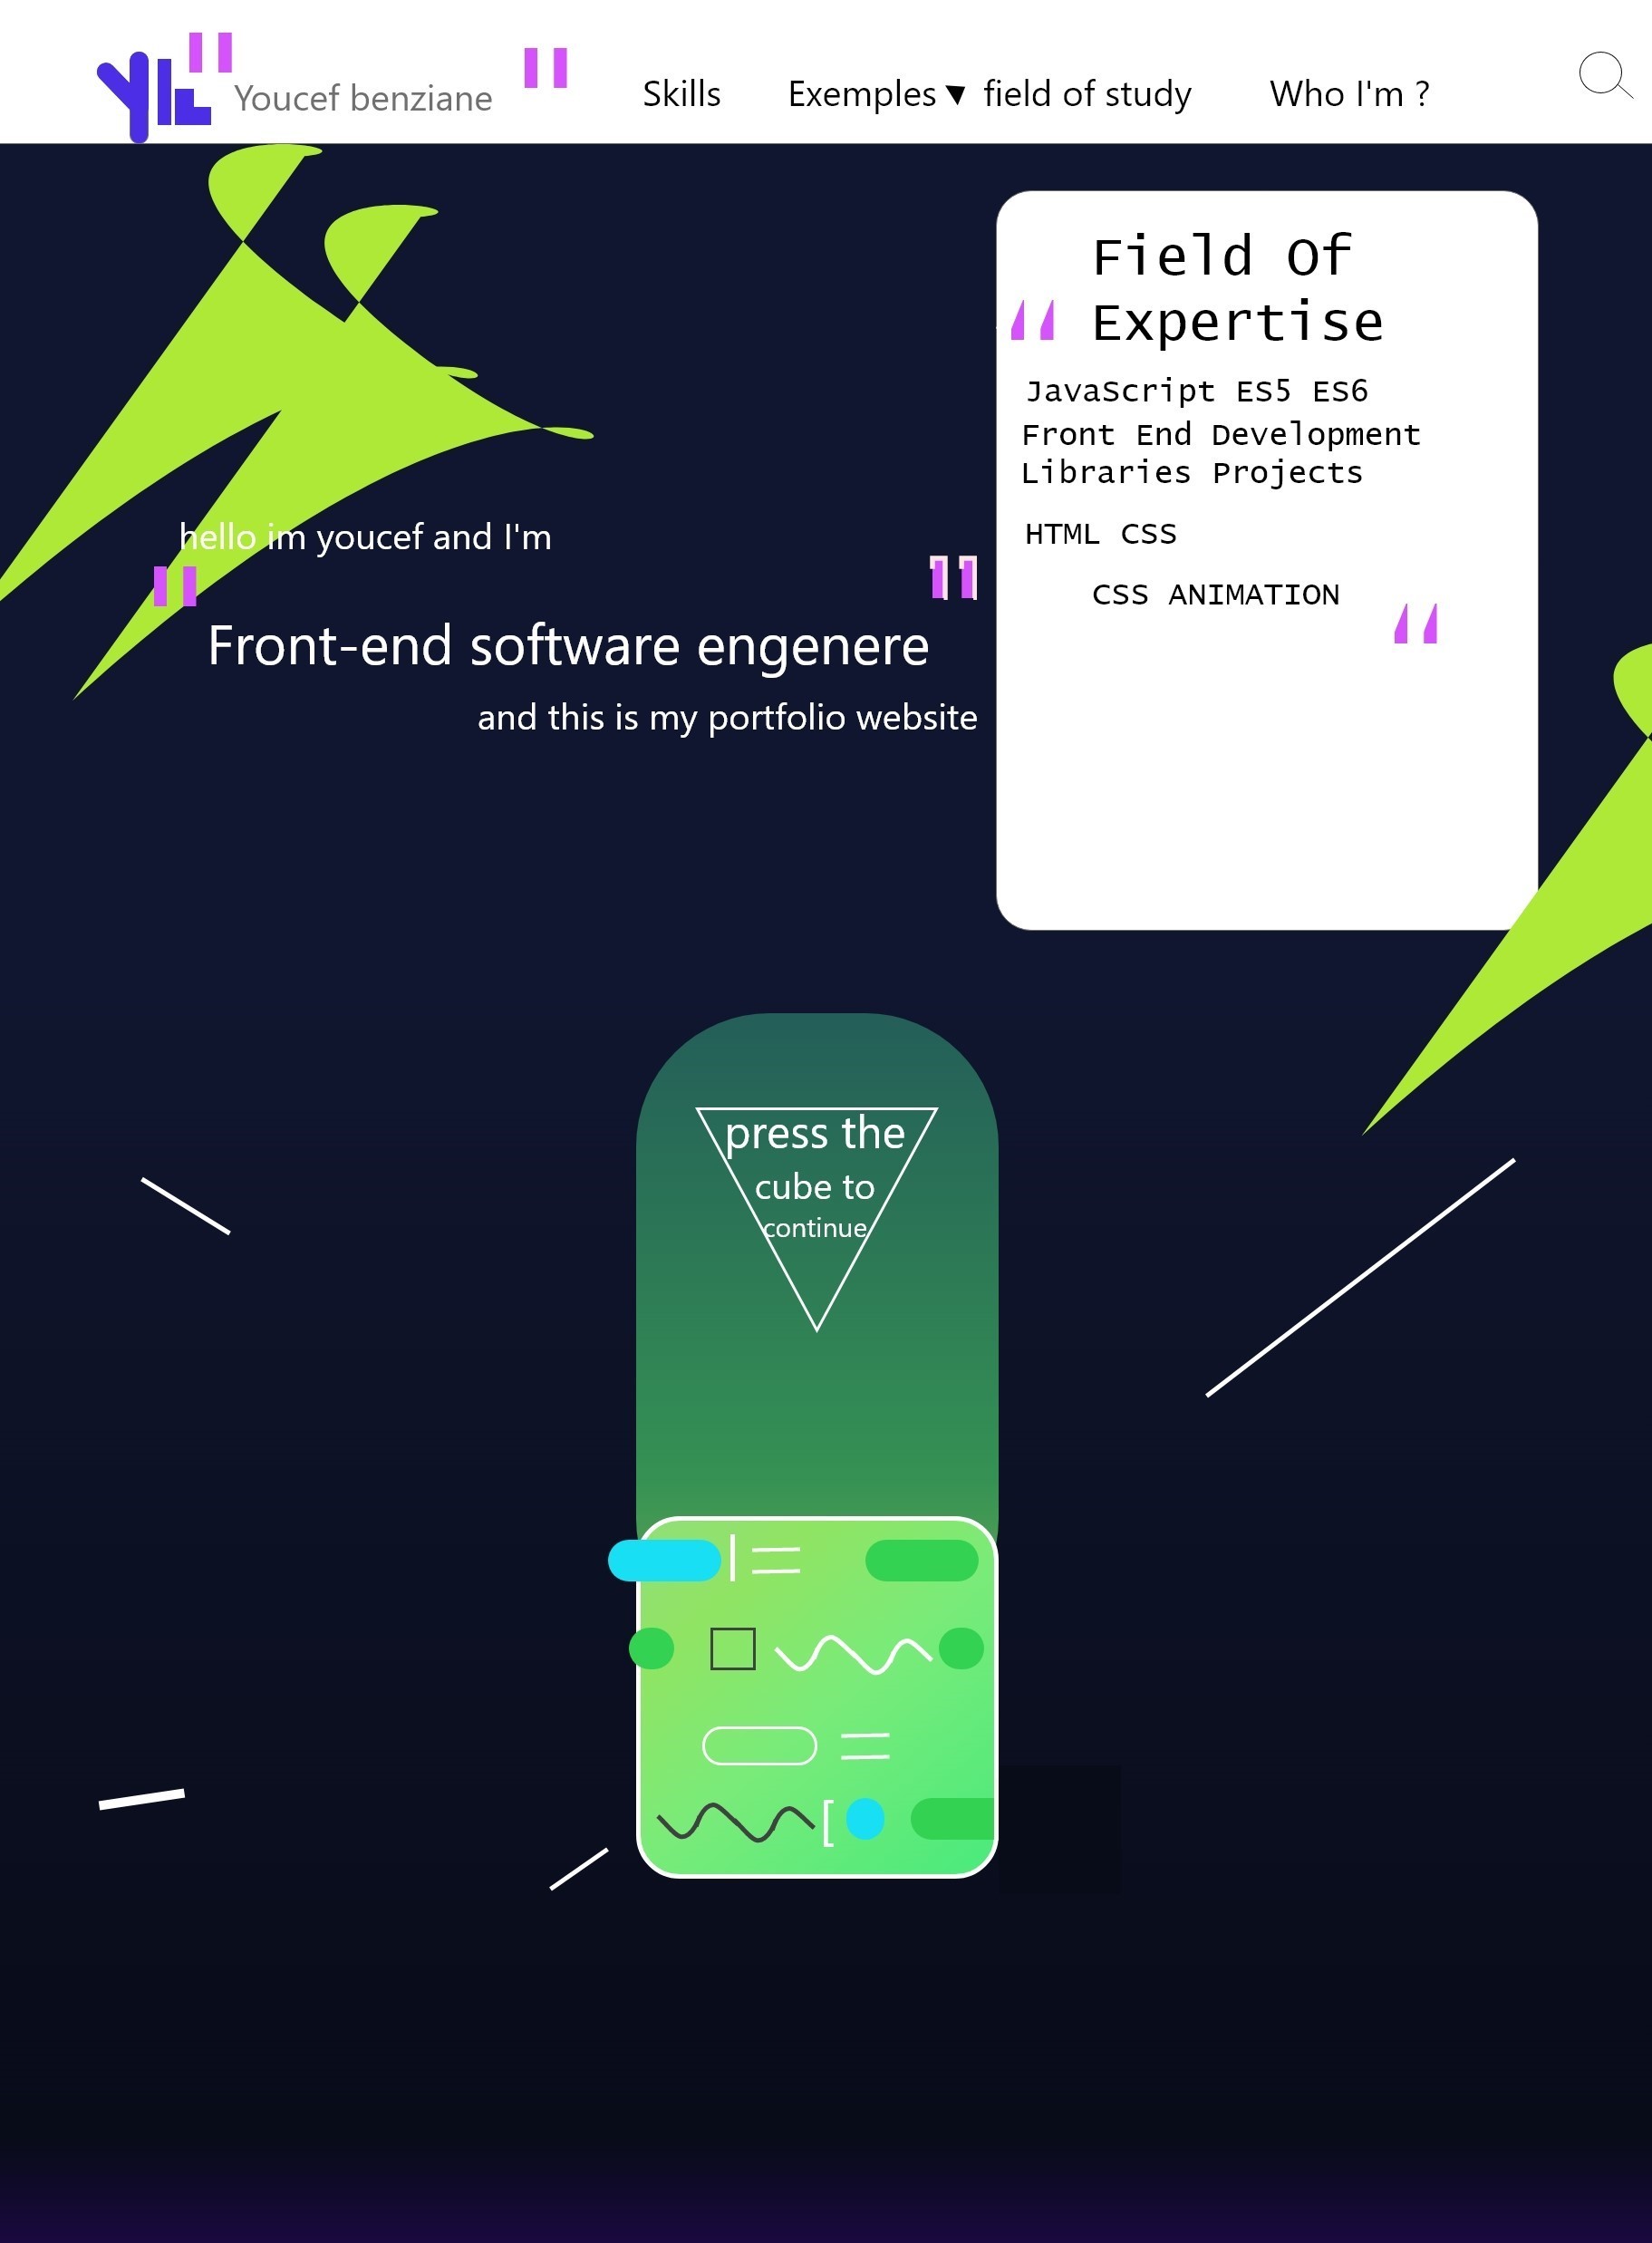 Youcef benziane
Skills Exemples field of study Who I'm ?
hello im youcef and I'm
" Front-end software engenere "
and this is my portfolio website
Field Of
Expertise
JavaScript ES5 ES6
Front End Development
Libraries Projects
HTML CSS
CSS ANIMATION
press the
cube to
continue